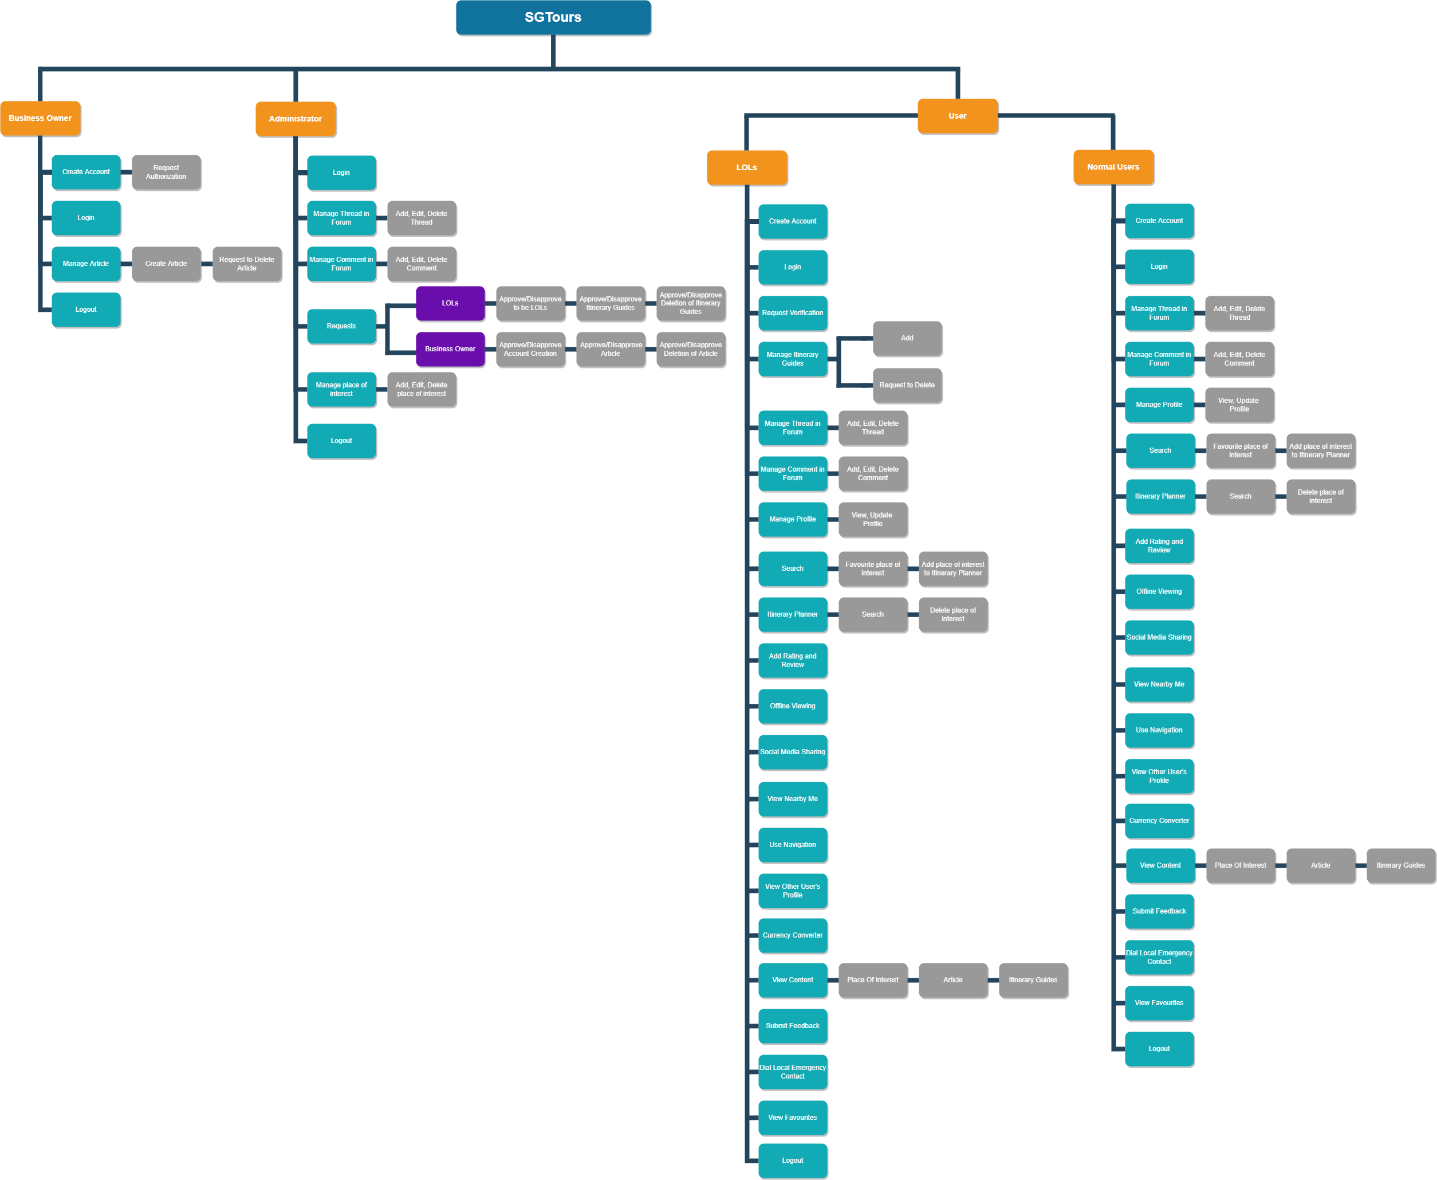 SGTours
Business Owner
Create Account
Request
Authorization
Login
Manage Article
Create Article
Request to Delete
Article
Logout
Administrator
Login
Manage Thread in
Forum
Add, Edit, Delete
Thread
Manage Comment in
Forum
Add, Edit, Delete
Comment
Requests
LOLs
Approve/Disapprove
to be LOLs
Approve/Disapprove
Itinerary Guides
Approve/Disapprove
Deletion of Itinerary
Guides
Business Owner
Approve/Disapprove
Account Creation
Approve/Disapprove
Article
Approve/Disapprove
Deletion of Article
Manage place of
interest
Add, Edit, Delete
place of interest
Logout
User
LOLs
Create Account
Login
Request Verification
Manage Itinerary
Guides
Add
Request to Delete
Manage Thread in
Forum
Add, Edit, Delete
Thread
Manage Comment in
Forum
Add, Edit, Delete
Comment
Manage Profile
View, Update
Profile
Search
Favourite place of
interest
Add place of interest
to Itinerary Planner
Itinerary Planner
Search
Delete place of
interest
Add Rating and
Review
Offline Viewing
Social Media Sharing
View Nearby Me
Use Navigation
View Other User's
Profile
Currency Converter
View Content
Place Of Interest
Article
Itinerary Guides
Submit Feedback
Dial Local Emergency
Contact
View Favourites
Logout
Normal Users
Create Account
Login
Manage Thread in
Forum
Add, Edit, Delete
Thread
Manage Comment in
Forum
Add, Edit, Delete
Comment
Manage Profile
View, Update
Profile
Search
Favourite place of
interest
Add place of interest
to Itinerary Planner
Itinerary Planner
Search
Delete place of
interest
Add Rating and
Review
Offline Viewing
Social Media Sharing
View Nearby Me
Use Navigation
View Other User's
Profile
Currency Converter
View Content
Place Of Interest
Article
Itinerary Guides
Submit Feedback
Dial Local Emergency
Contact
View Favourites
Logout